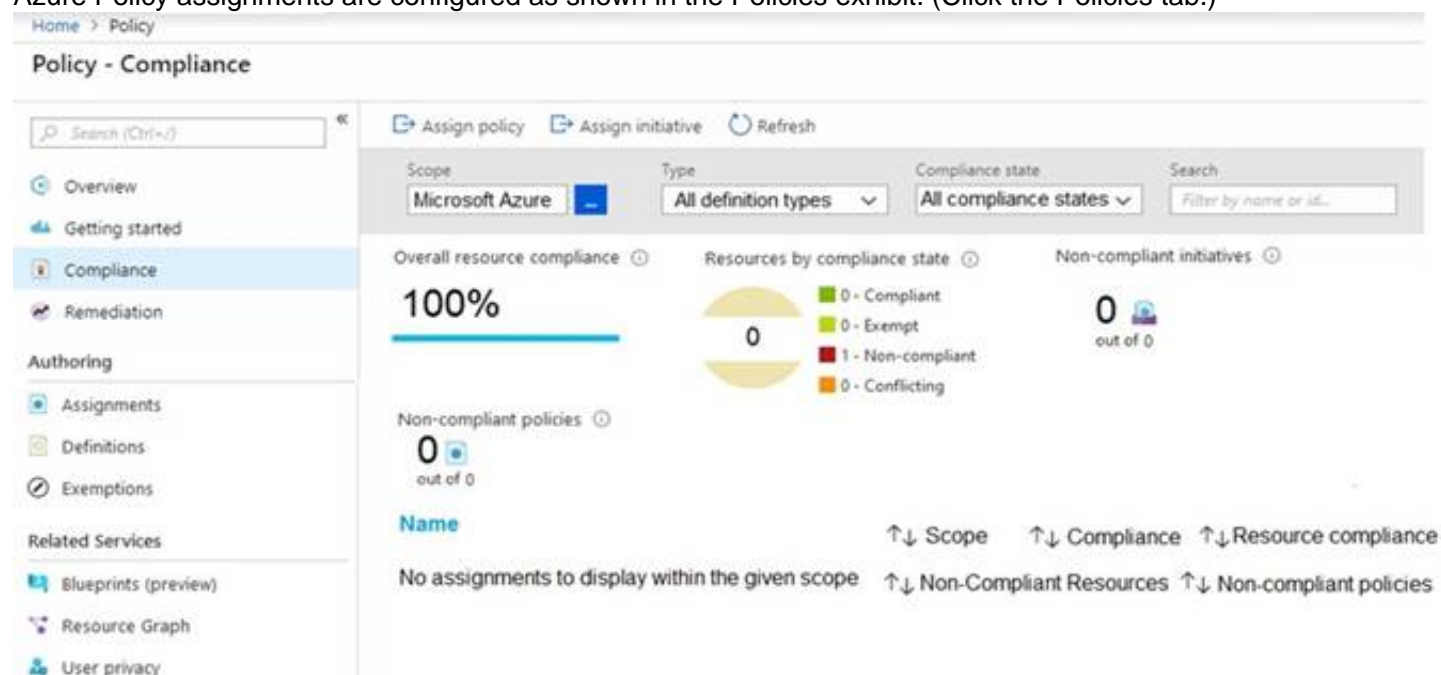 Azure Policy assignments are configured as shown in the Policies exhibit. (Click the Policies tab.)
Home > Policy
Policy - Compliance
Search (Ctrl+/)
«
Overview
Getting started
Compliance
Remediation
Authoring
Assignments
Definitions
Exemptions
Related Services
Blueprints (preview)
Resource Graph
User privacy
Assign policy Assign initiative Refresh
Scope Type Compliance state Search
Microsoft Azure ... All definition types All compliance states Filter by name or id...
Overall resource compliance
100%
Resources by compliance state
0
0 - Compliant
0 - Exempt
1 - Non-compliant
0 - Conflicting
Non-compliant initiatives
0
out of 0
Non-compliant policies
0
out of 0
Name ↑↓ Scope ↑↓ Compliance ↑↓ Resource compliance
No assignments to display within the given scope ↑↓ Non-Compliant Resources ↑↓ Non-compliant policies